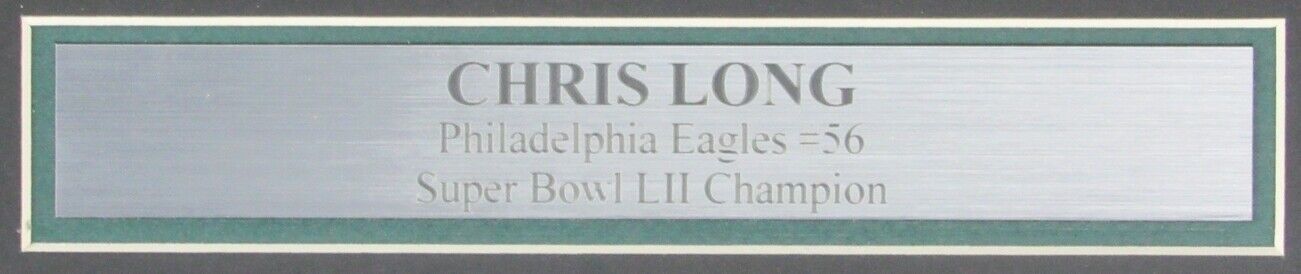 CHRIS LONG
Philadelphia Eagles #56
Super Bowl LII Champion